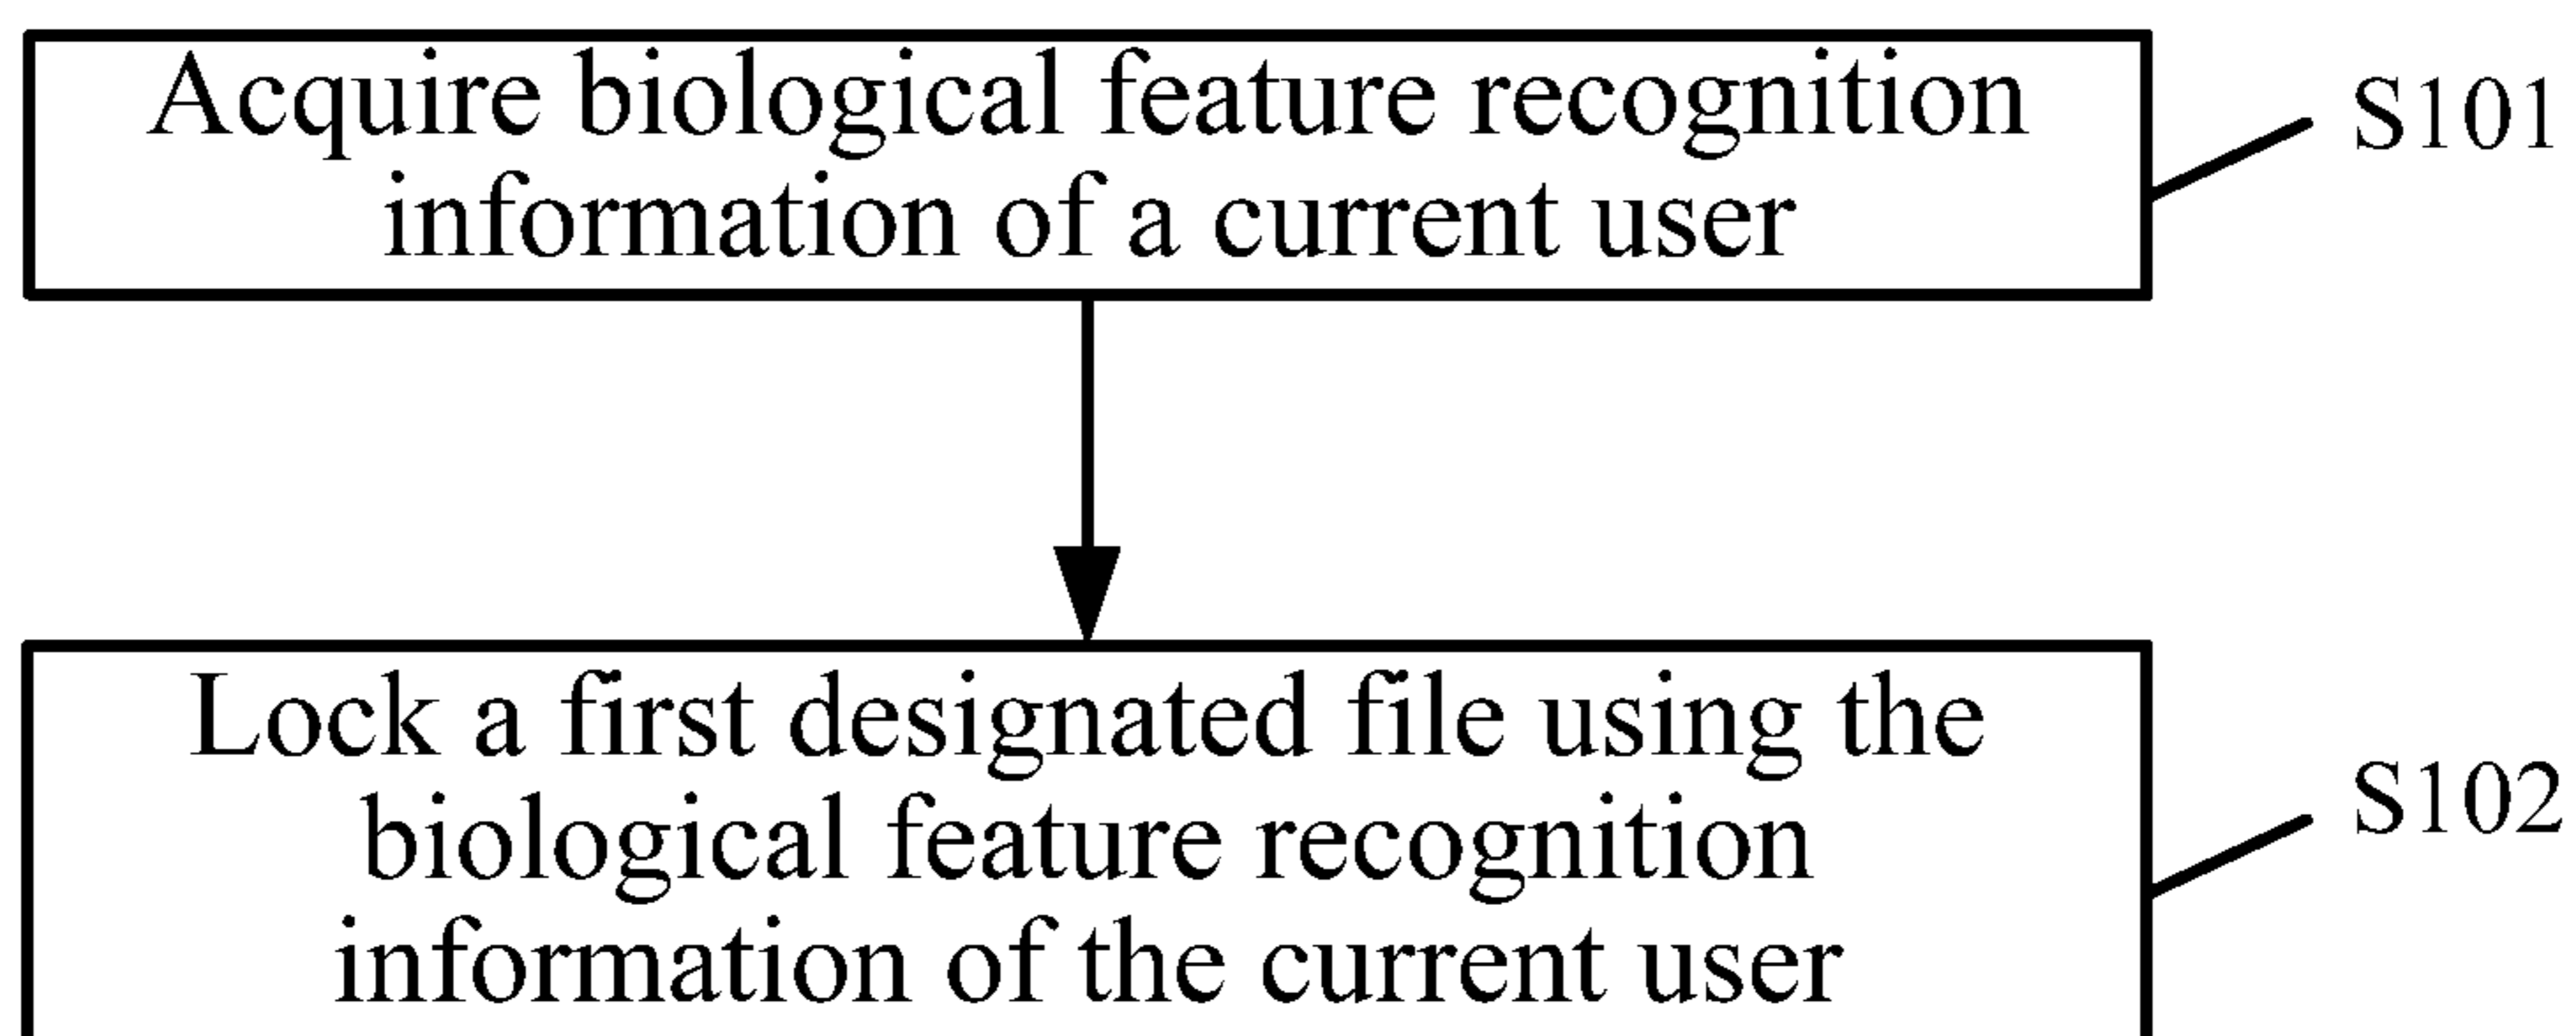 Acquire biological feature recognition
information of a current user
S101
Lock a first designated file using the
biological feature recognition
information of the current user
S102